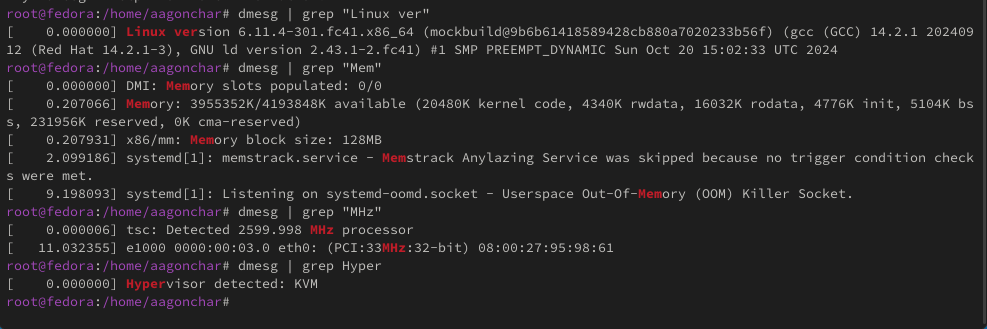 root@fedora:/home/aagonchar# dmesg | grep "Linux ver"
[    0.000000] Linux version 6.11.4-301.fc41.x86_64 (mockbuild@9b6b61418589428cb880a7020233b56f) (gcc (GCC) 14.2.1 202409
12 (Red Hat 14.2.1-3), GNU ld version 2.43.1-2.fc41) #1 SMP PREEMPT_DYNAMIC Sun Oct 20 15:02:33 UTC 2024
root@fedora:/home/aagonchar# dmesg | grep "Mem"
[    0.000000] DMI: Memory slots populated: 0/0
[    0.207066] Memory: 3955352K/4193848K available (20480K kernel code, 4340K rwdata, 16032K rodata, 4776K init, 5104K bs
s, 231956K reserved, 0K cma-reserved)
[    0.207931] x86/mm: Memory block size: 128MB
[    2.099186] systemd[1]: memstrack.service - Memstrack Anylazing Service was skipped because no trigger condition check
s were met.
[    9.198093] systemd[1]: Listening on systemd-oomd.socket - Userspace Out-Of-Memory (OOM) Killer Socket.
root@fedora:/home/aagonchar# dmesg | grep "MHz"
[    0.000006] tsc: Detected 2599.998 MHz processor
[   11.032355] e1000 0000:00:03.0 eth0: (PCI:33MHz:32-bit) 08:00:27:95:98:61
root@fedora:/home/aagonchar# dmesg | grep Hyper
[    0.000000] Hypervisor detected: KVM
root@fedora:/home/aagonchar#